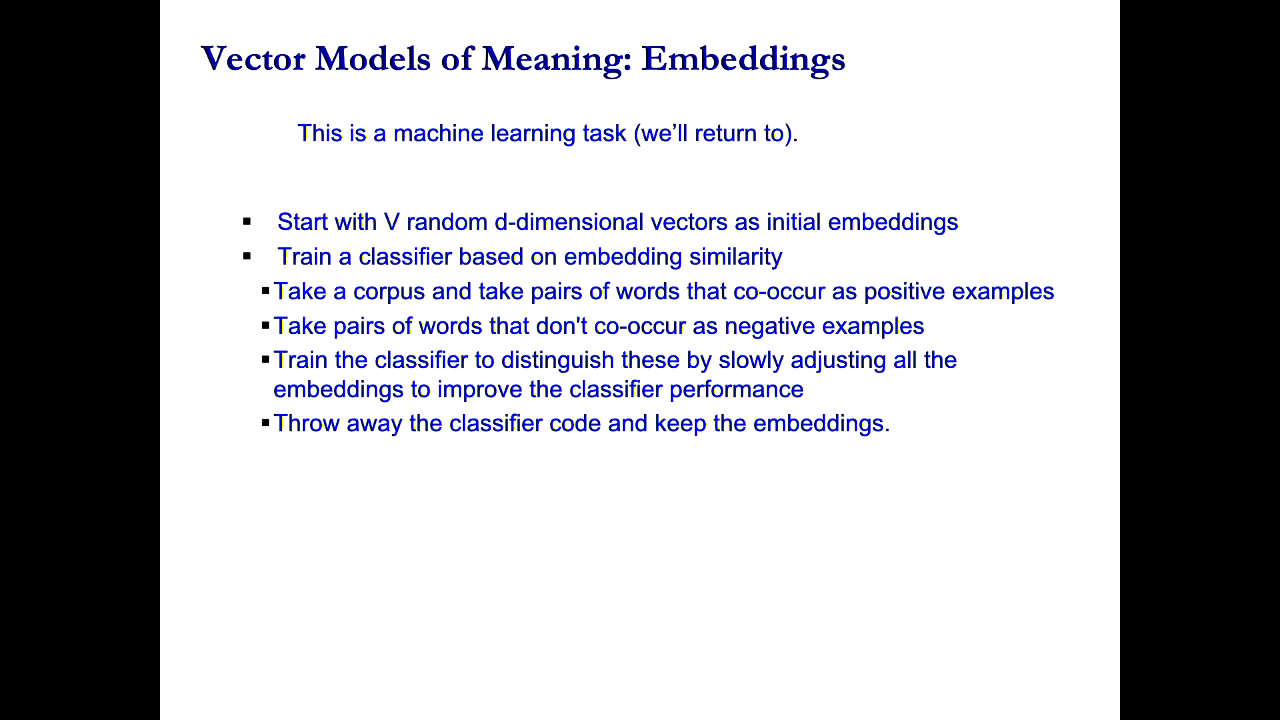 Vector Models of Meaning: Embeddings
This is a machine learning task (we’ll return to).
▪ Start with V random d-dimensional vectors as initial embeddings
▪ Train a classifier based on embedding similarity
▪Take a corpus and take pairs of words that co-occur as positive examples
▪Take pairs of words that don't co-occur as negative examples
▪Train the classifier to distinguish these by slowly adjusting all the
embeddings to improve the classifier performance
▪Throw away the classifier code and keep the embeddings.